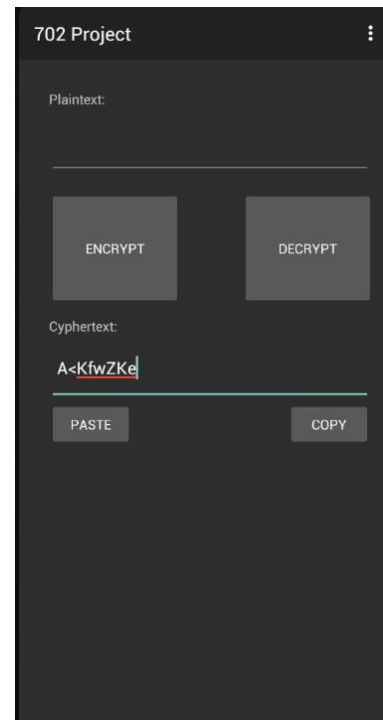 702 Project
Plaintext:
ENCRYPT DECRYPT
Cyphertext:
A<KfwZKe
PASTE COPY